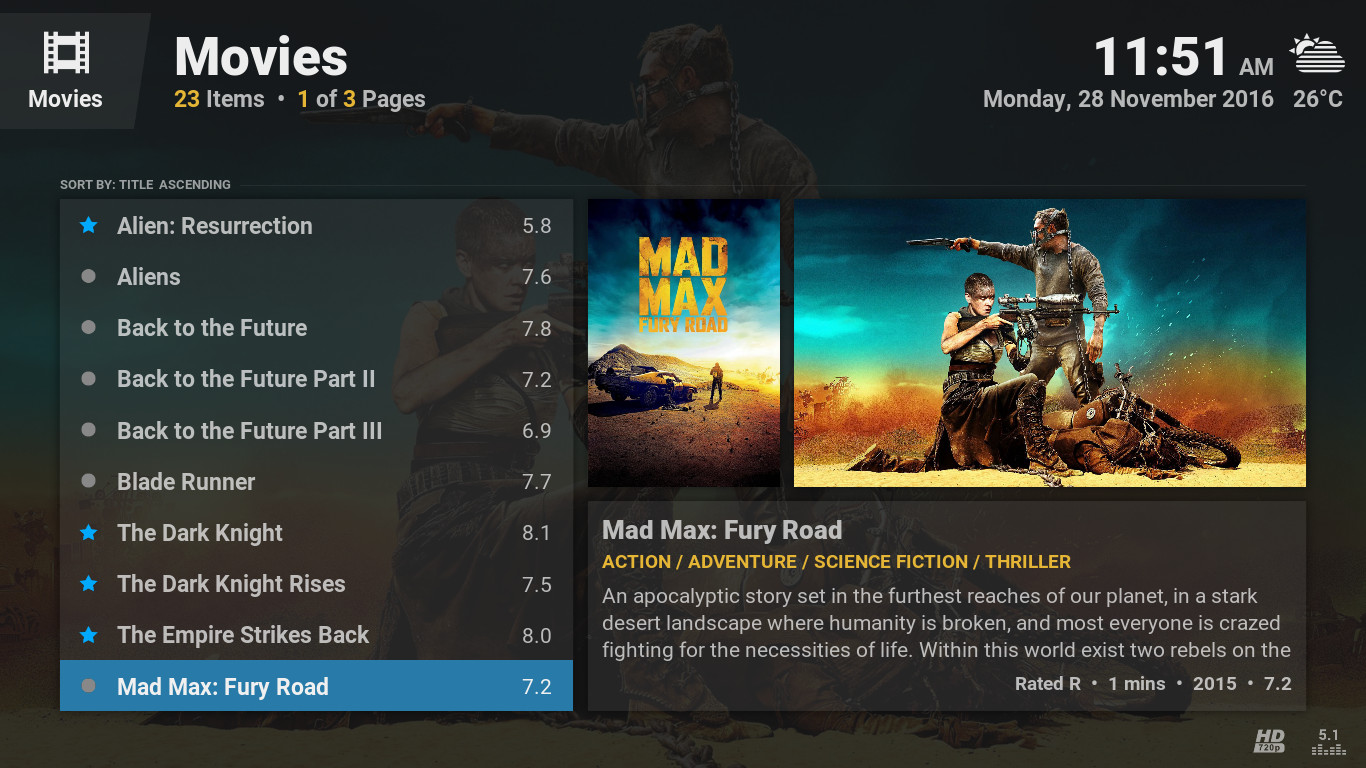 Movies
Movies
23 Items • 1 of 3 Pages
11:51 AM
Monday, 28 November 2016 26°C
SORT BY: TITLE ASCENDING
Alien: Resurrection 5.8
Aliens 7.6
Back to the Future 7.8
Back to the Future Part II 7.2
Back to the Future Part III 6.9
Blade Runner 7.7
The Dark Knight 8.1
The Dark Knight Rises 7.5
The Empire Strikes Back 8.0
Mad Max: Fury Road 7.2
MAD
MAX
FURY ROAD
Mad Max: Fury Road
ACTION / ADVENTURE / SCIENCE FICTION / THRILLER
An apocalyptic story set in the furthest reaches of our planet, in a stark
desert landscape where humanity is broken, and most everyone is crazed
fighting for the necessities of life. Within this world exist two rebels on the
Rated R • 1 mins • 2015 • 7.2
HD
720p
5.1